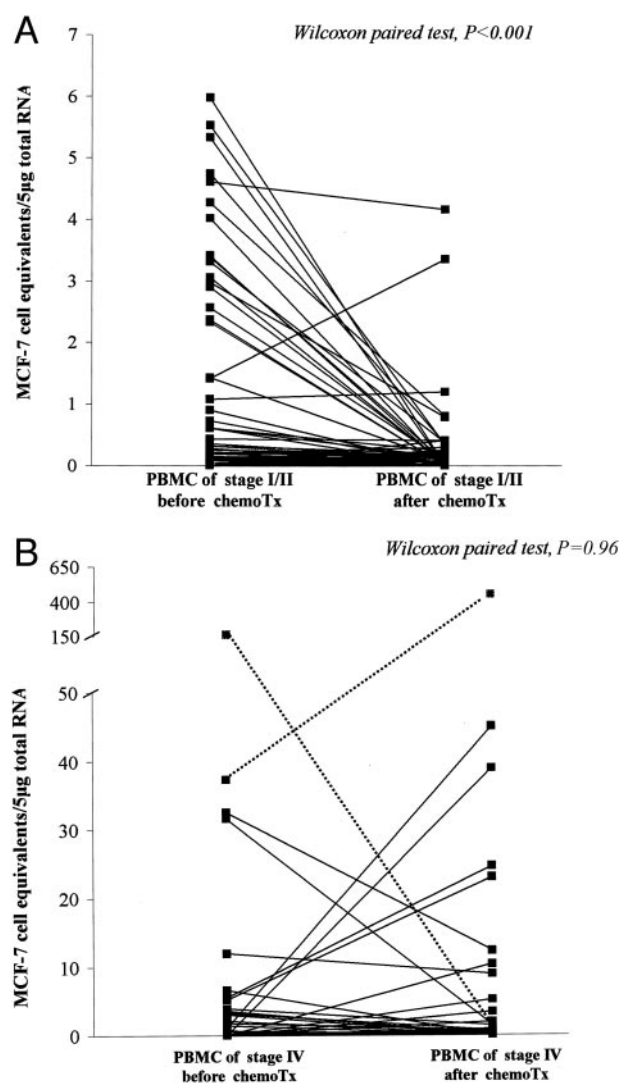 A
Wilcoxon paired test, P<0.001
MCF-7 cell equivalents/5µg total RNA
7
6
5
4
3
2
1
0
PBMC of stage I/II
before chemoTx
PBMC of stage I/II
after chemoTx
B
Wilcoxon paired test, P=0.96
MCF-7 cell equivalents/5µg total RNA
650
400
150
50
40
30
20
10
0
PBMC of stage IV
before chemoTx
PBMC of stage IV
after chemoTx